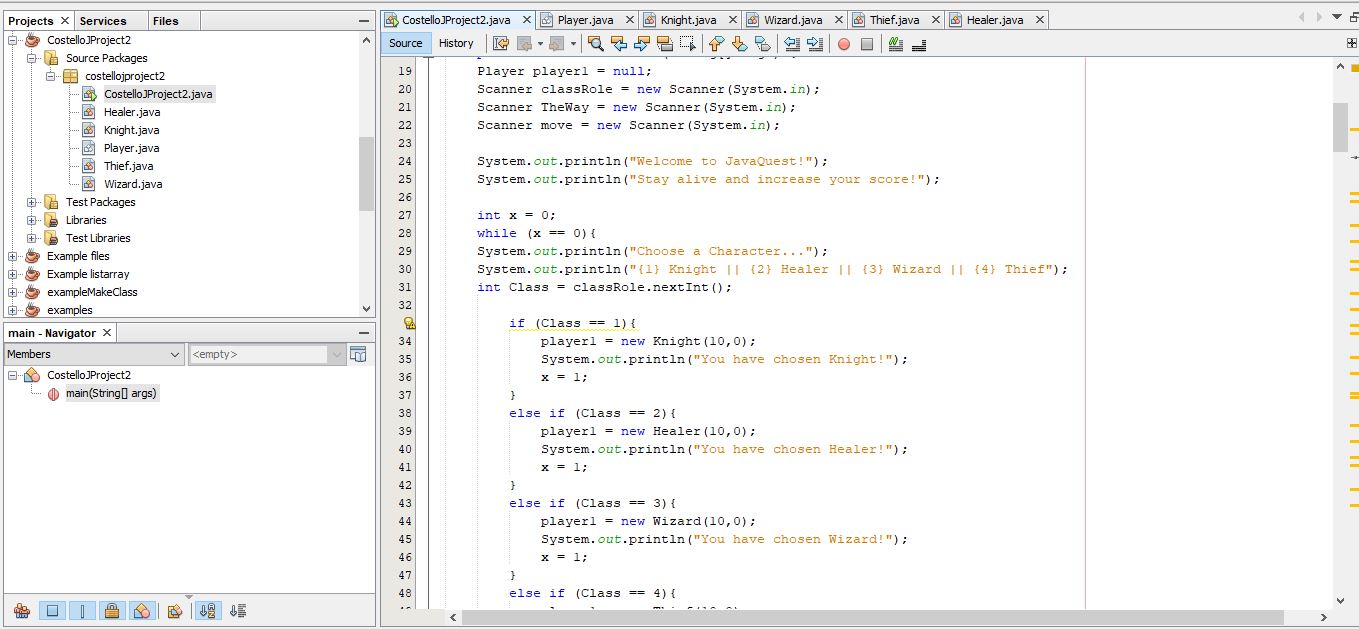 Projects
Services
Files
CostelloJProject2
Source Packages
costellojproject2
CostelloJProject2.java
Healer.java
Knight.java
Player.java
Thief.java
Wizard.java
Test Packages
Libraries
Test Libraries
Example files
Example listarray
exampleMakeClass
examples
main - Navigator
Members
<empty>
CostelloJProject2
main(String[] args)
CostelloJProject2.java
Player.java
Knight.java
Wizard.java
Thief.java
Healer.java
Source
History
19 Player player1 = null;
20 Scanner classRole = new Scanner(System.in);
21 Scanner TheWay = new Scanner(System.in);
22 Scanner move = new Scanner(System.in);
23
24 System.out.println("Welcome to JavaQuest!");
25 System.out.println("Stay alive and increase your score!");
26
27 int x = 0;
28 while (x == 0){
29 System.out.println("Choose a Character...");
30 System.out.println("{1} Knight || {2} Healer || {3} Wizard || {4} Thief");
31 int Class = classRole.nextInt();
32
if (Class == 1){
34 player1 = new Knight(10,0);
35 System.out.println("You have chosen Knight!");
36 x = 1;
37 }
38 else if (Class == 2){
39 player1 = new Healer(10,0);
40 System.out.println("You have chosen Healer!");
41 x = 1;
42 }
43 else if (Class == 3){
44 player1 = new Wizard(10,0);
45 System.out.println("You have chosen Wizard!");
46 x = 1;
47 }
48 else if (Class == 4){